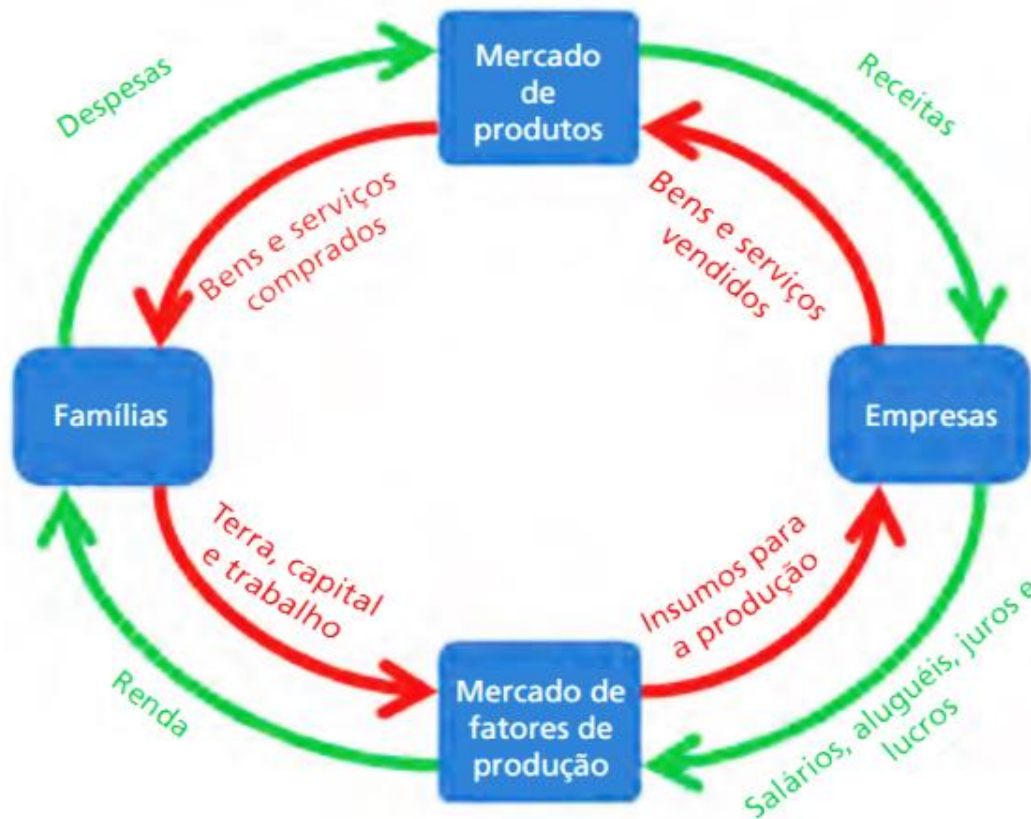 Despesas
Mercado
de
produtos
Receitas
Bens e serviços
comprados
Bens e serviços
vendidos
Famílias
Empresas
Terra, capital
e trabalho
Insumos para
a produção
Renda
Mercado de
fatores de
produção
Salários, aluguéis, juros e
lucros